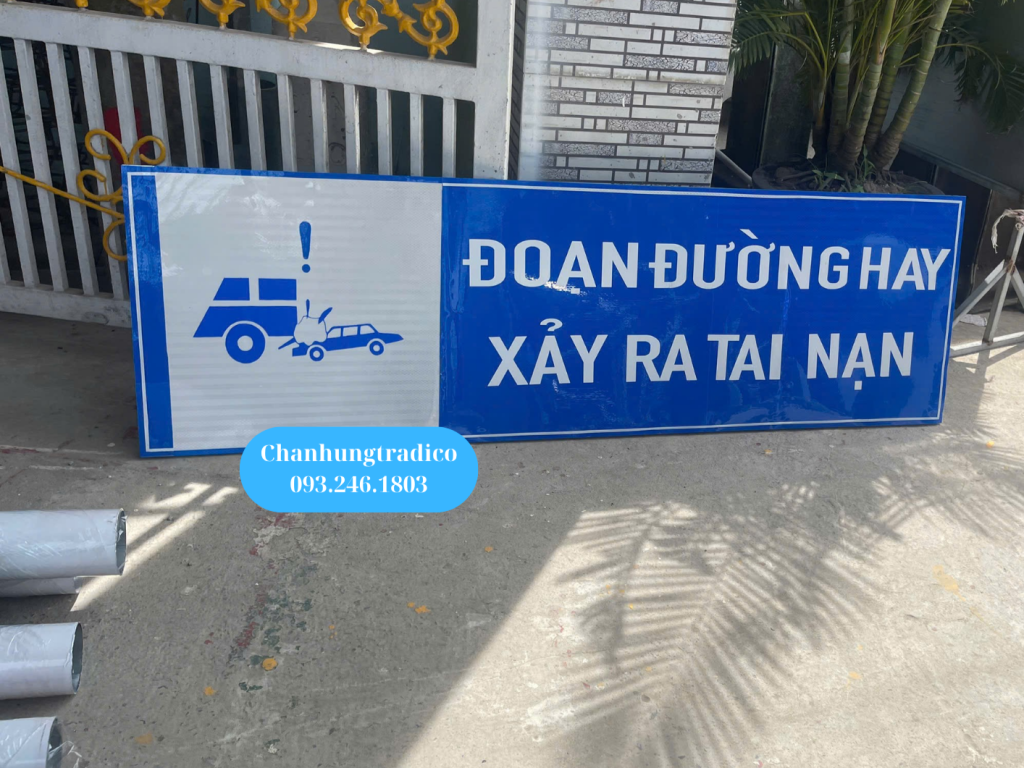 ĐOẠN ĐƯỜNG HAY
XẢY RA TAI NẠN
Chanhungtradico
093.246.1803